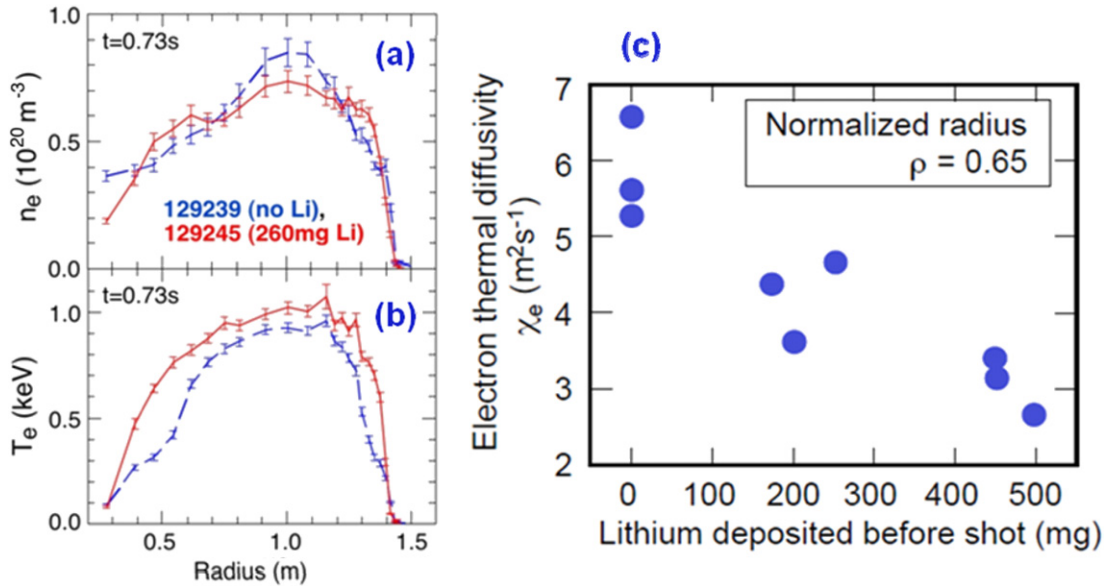 t=0.73s
(a)
1.0
0.5
0.0
nₑ (10²⁰ m⁻³)
129239 (no Li),
129245 (260mg Li)
t=0.73s
(b)
1.0
0.5
0.0
Tₑ (keV)
0.5 1.0 1.5
Radius (m)
(c)
Normalized radius
ρ = 0.65
7
6
5
4
3
2
Electron thermal diffusivity
χₑ (m²s⁻¹)
0 100 200 300 400 500
Lithium deposited before shot (mg)